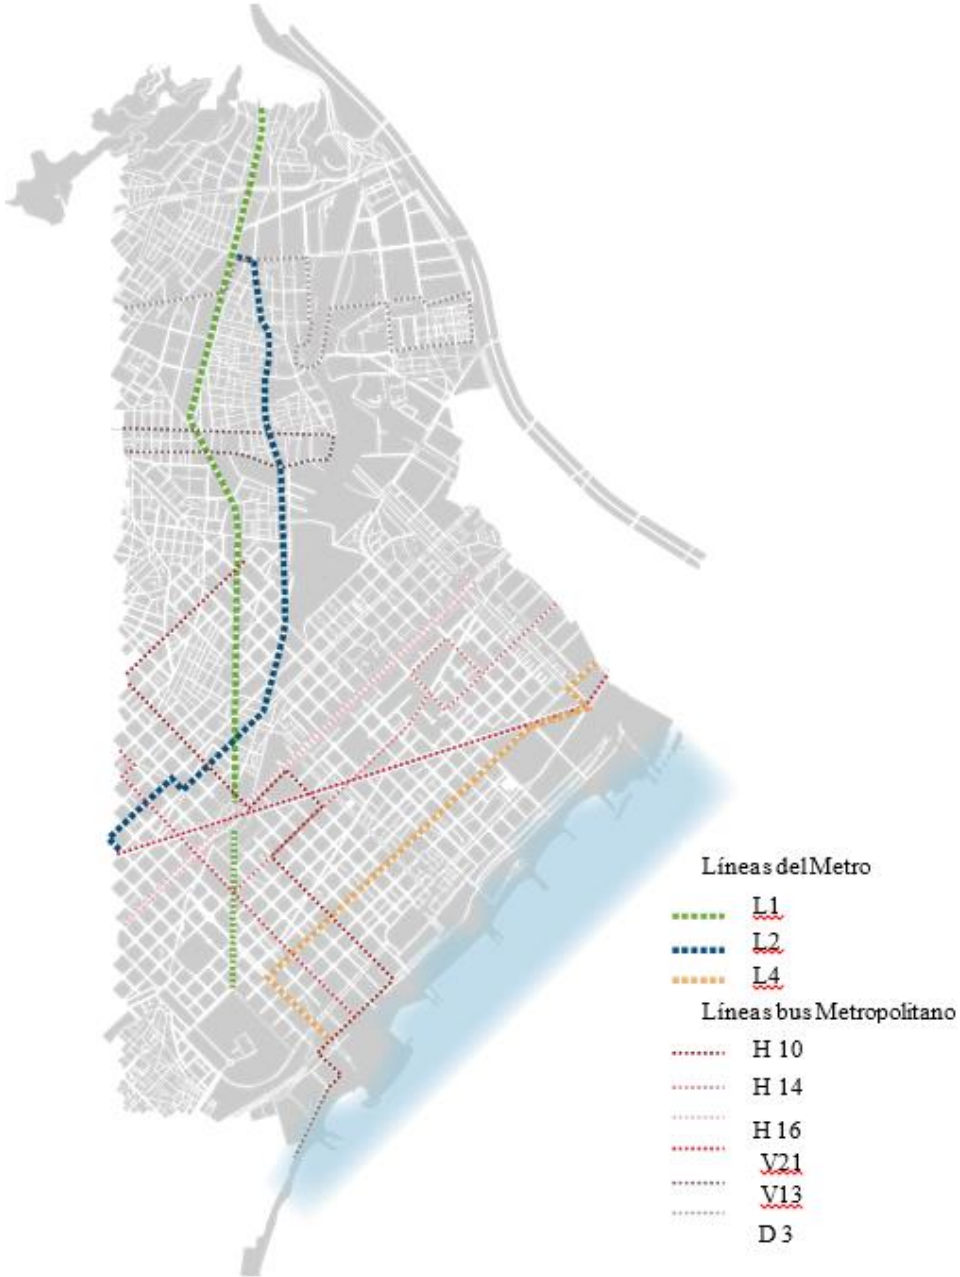 Líneas del Metro
L1
L2
L4
Líneas bus Metropolitano
H 10
H 14
H 16
V21
V13
D 3